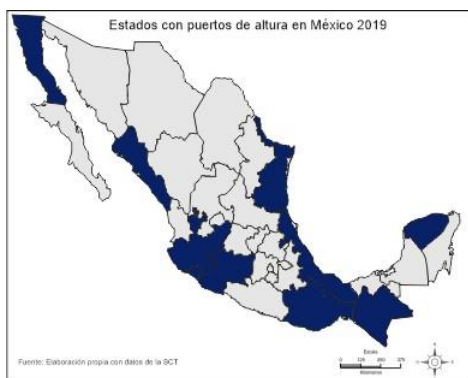 Estados con puertos de altura en México 2019
Fuente: Elaboración propia con datos de la SCT
Escala
Kilómetros